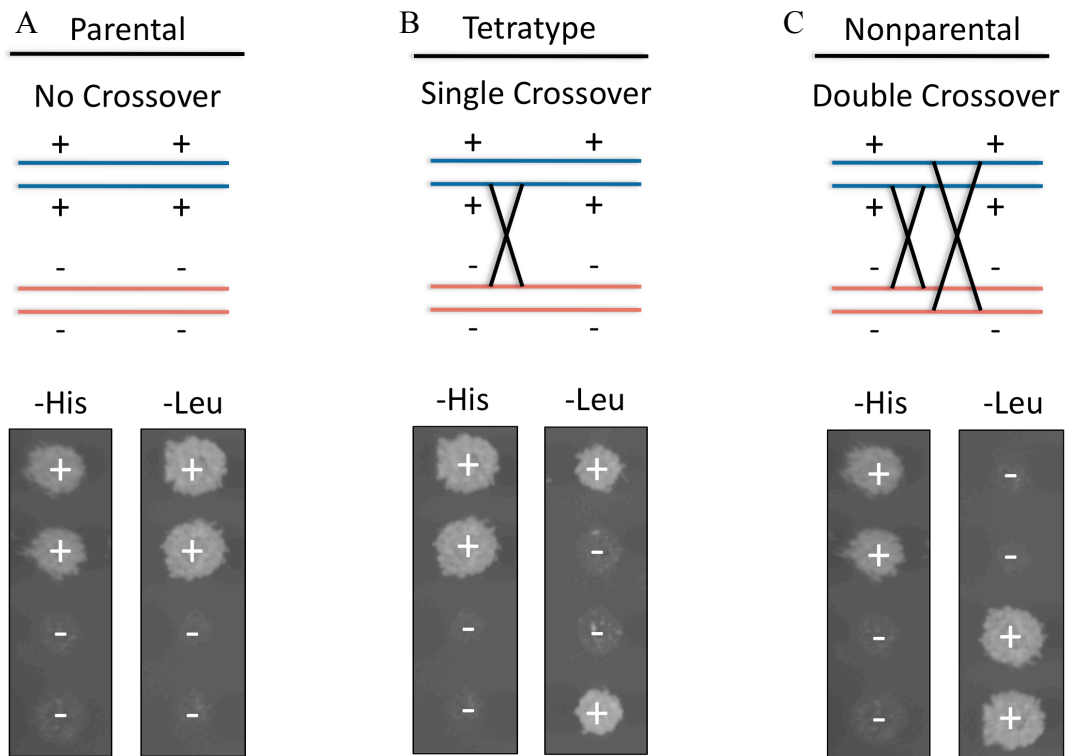 A Parental
B Tetratype
C Nonparental
No Crossover
Single Crossover
Double Crossover
+ +
+ +
+ +
+ +
+ +
+ +
- -
- -
- -
- -
- -
- -
-His -Leu
-His -Leu
-His -Leu
+ +
+ +
+ -
+ +
+ -
+ -
- -
- -
- +
- -
- +
- +